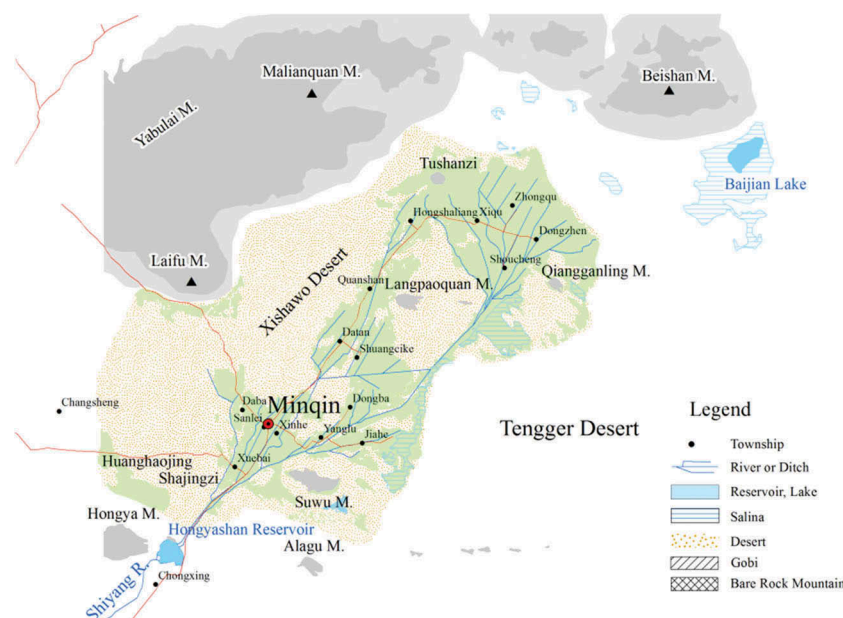 Malianquan M.
Beishan M.
Yabulai M.
Tushanzi
Baijian Lake
Zhongqu
Hongshaliang
Xiqu
Dongzhen
Laifu M.
Shoucheng
Qiangganling M.
Quanshan
Langpaoquan M.
Xishawo Desert
Datan
Shuangcike
Changsheng
Daba
Minqin
Dongba
Sanlei
Xinhe
Yangfu
Jiahe
Tengger Desert
Huanghaojing
Xuebai
Shajingzi
Suwu M.
Hongya M.
Hongyashan Reservoir
Alagu M.
Shiyang R.
Chongxing
Legend
Township
River or Ditch
Reservoir, Lake
Salina
Desert
Gobi
Bare Rock Mountain